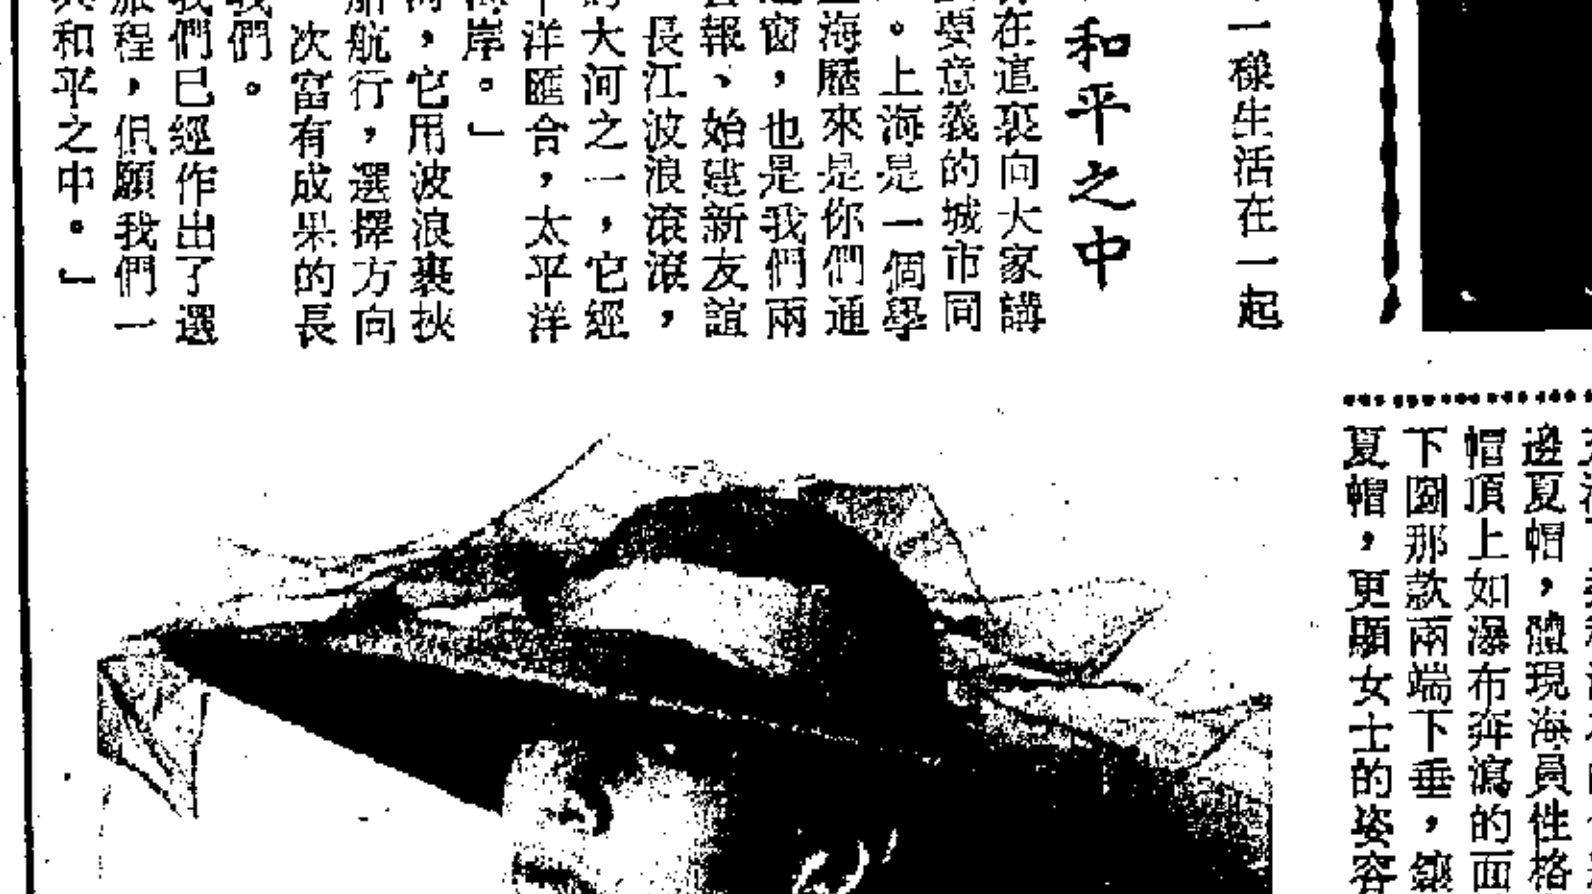 一樣生活在一起
和平之中
在這裏向大家講
要意義的城市同
。上海是一個學
海歷來是你們通
窗，也是我們兩
報、始建新友誼
長江波浪滾滾，
大河之一，它經
洋匯合，太平洋
岸。」
，它用波浪裹挾
航行，選擇方向
次富有成果的長
我們。
我們已經作出了選
旅程，但願我們一
和平之中。」
邊夏帽，體現海員性格
帽頂上如瀑布奔瀉的面
下圖那款兩端下垂，鑲
夏帽，更顯女士的姿容